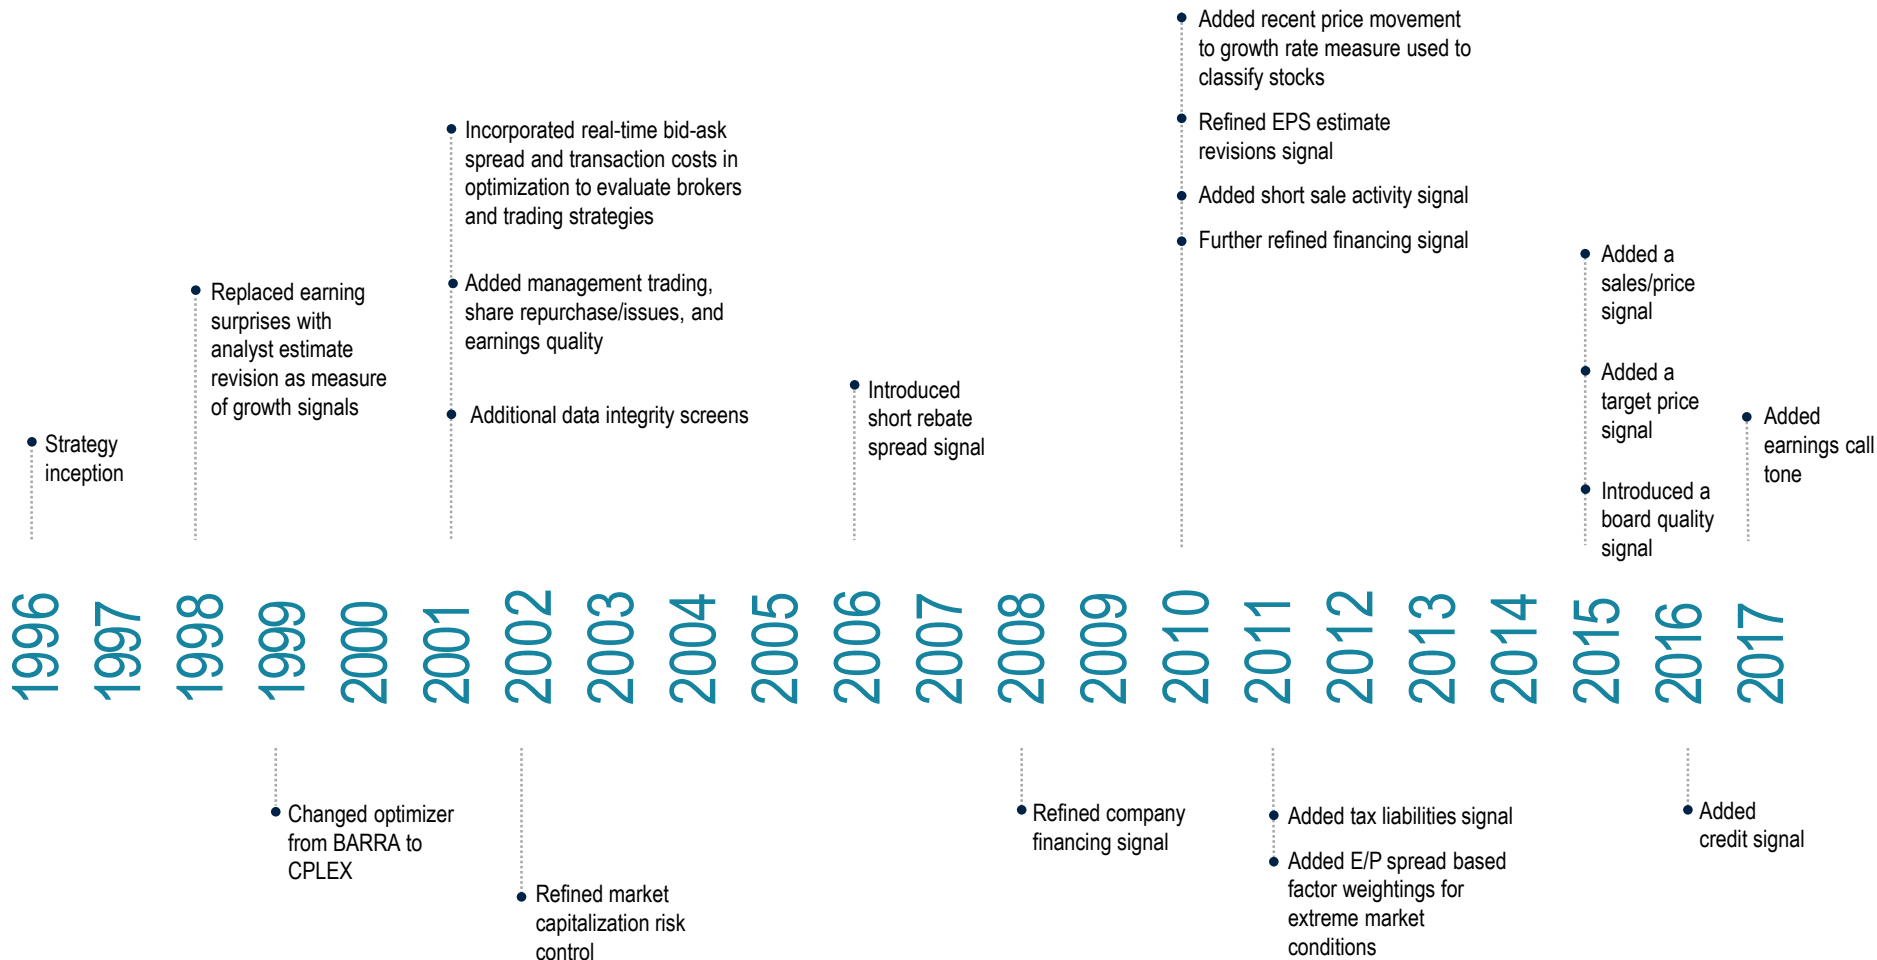 Added recent price movement
to growth rate measure used to
classify stocks
Refined EPS estimate
revisions signal
Added short sale activity signal
Further refined financing signal
Incorporated real-time bid-ask
spread and transaction costs in
optimization to evaluate brokers
and trading strategies
Added management trading,
share repurchase/issues, and
earnings quality
Additional data integrity screens
Replaced earning
surprises with
analyst estimate
revision as measure
of growth signals
Strategy
inception
Introduced
short rebate
spread signal
Added a
sales/price
signal
Added a
target price
signal
Introduced a
board quality
signal
Added
earnings call
tone
1996
1997
1998
1999
2000
2001
2002
2003
2004
2005
2006
2007
2008
2009
2010
2011
2012
2013
2014
2015
2016
2017
Changed optimizer
from BARRA to
CPLEX
Refined market
capitalization risk
control
Refined company
financing signal
Added tax liabilities signal
Added E/P spread based
factor weightings for
extreme market
conditions
Added
credit signal